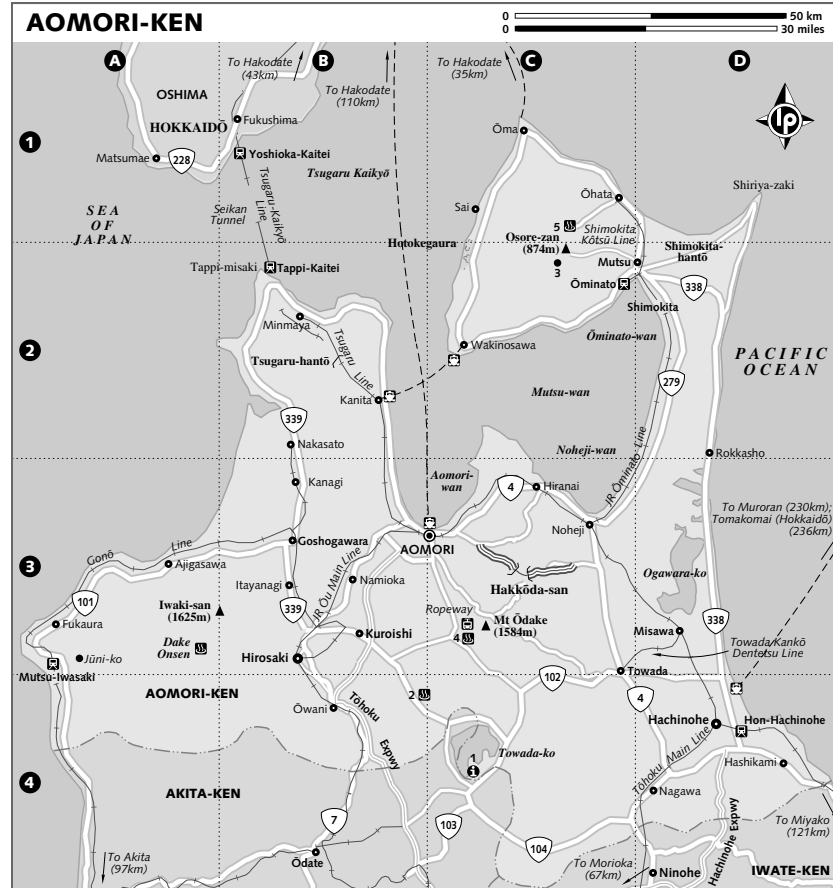 AOMORI-KEN
0 50 km
0 30 miles
A
B
C
D
To Hakodate
(43km)
To Hakodate
(110km)
To Hakodate
(35km)
OSHIMA
HOKKAIDŌ
Fukushima
Ōma
1
Matsumae
228
Yoshioka-Kaitei
Tsugaru Kaikyō
lp
SEA
OF
JAPAN
Seikan
Tunnel
Tsugaru-Kaikyō
Line
Sai
Ōhata
Shiriya-zaki
5
Shimokita
Kōtsū Line
Hotokegaura
Osore-zan
(874m)
3
Shimokita-
hantō
Mutsu
Tappi-misaki
Tappi-Kaitei
Ōminato
338
Shimokita
Minmaya
2
Tsugaru
Line
Tsugaru-hantō
Wakinosawa
Ōminato-wan
PACIFIC
OCEAN
Kanita
Mutsu-wan
279
339
Nakasato
Noheji-wan
JR Ōminato Line
Rokkasho
Kanagi
Aomori-
wan
4
Hiranai
To Muroran (230km);
Tomakomai (Hokkaidō)
(236km)
Noheji
Goshogawara
AOMORI
Gonō
Line
3
Ajigasawa
JR Ōu Main Line
Namioka
Hakkōda-san
Ogawara-ko
101
Itayanagi
Iwaki-san
(1625m)
339
Ropeway
Mt Ōdake
(1584m)
4
Fukaura
Kuroishi
Misawa
338
Jūni-ko
Dake
Onsen
Hirosaki
Towada/Kankō
Dentetsu Line
Mutsu-Iwasaki
Towada
102
AOMORI-KEN
2
4
Ōwani
Tōhoku
Expwy
Hachinohe
Hon-Hachinohe
Towada-ko
1
Tōhoku Main Line
Hashikami
4
AKITA-KEN
Nagawa
7
103
104
Hachinohe Expwy
To Miyako
(121km)
To Akita
(97km)
Ōdate
To Morioka
(67km)
Ninohe
IWATE-KEN